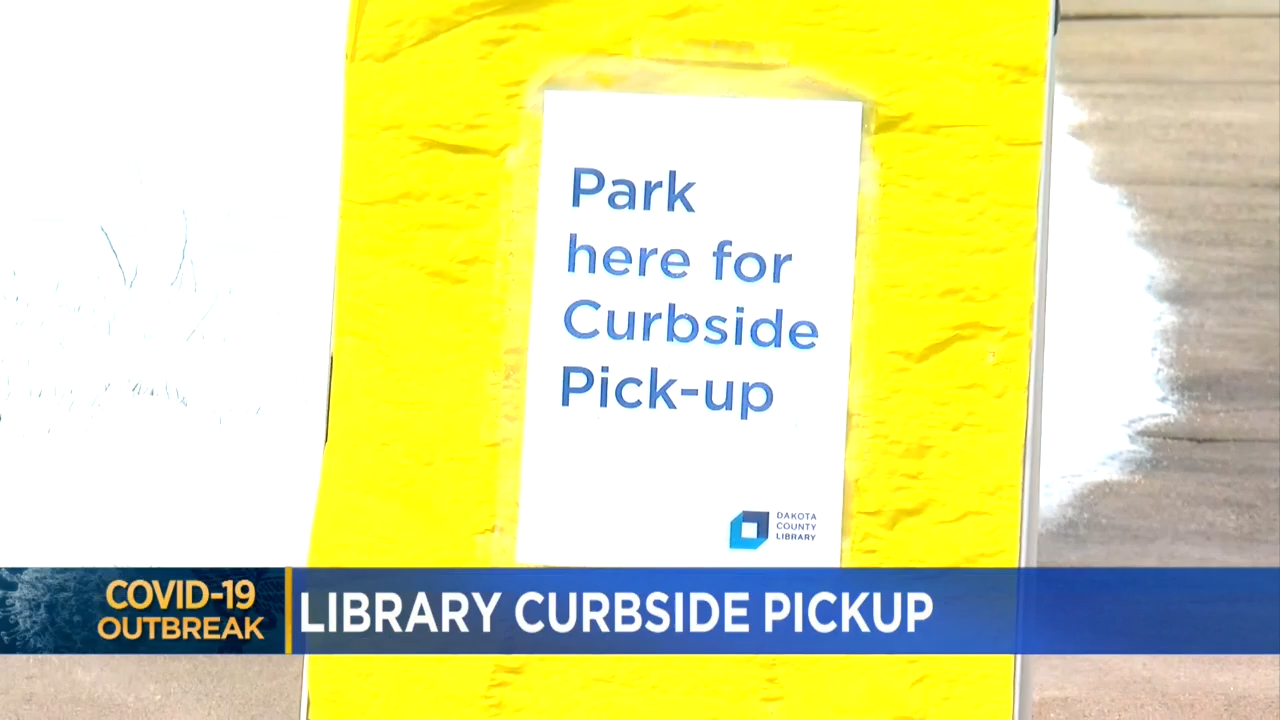 Park
here for
Curbside
Pick-up
DAKOTA
COUNTY
LIBRARY
COVID-19
OUTBREAK
LIBRARY CURBSIDE PICKUP